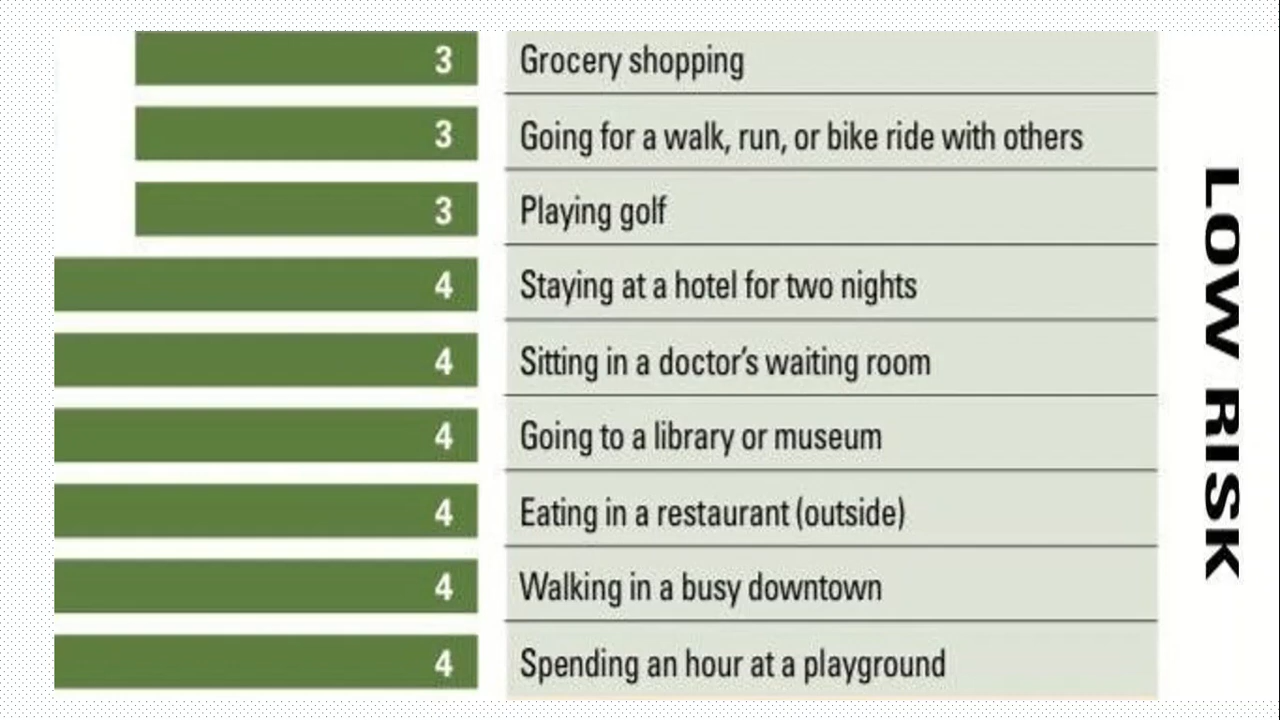 3 Grocery shopping
3 Going for a walk, run, or bike ride with others
3 Playing golf
4 Staying at a hotel for two nights
4 Sitting in a doctor’s waiting room
4 Going to a library or museum
4 Eating in a restaurant (outside)
4 Walking in a busy downtown
4 Spending an hour at a playground
LOW RISK